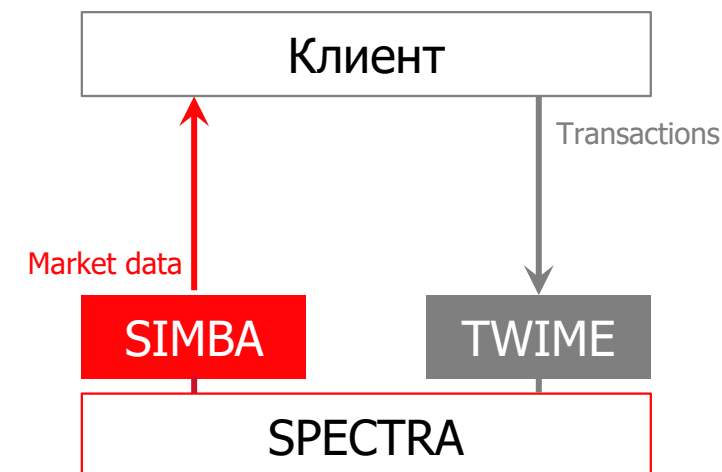 Клиент
Transactions
Market data
SIMBA
TWIME
SPECTRA